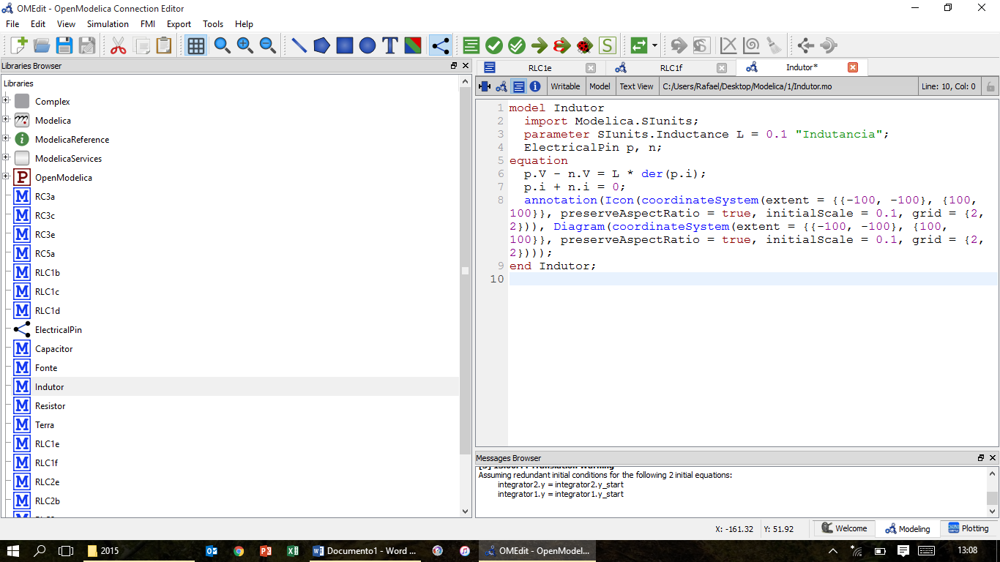 OMEdit - OpenModelica Connection Editor
File Edit View Simulation FMI Export Tools Help
Libraries Browser
Libraries
Complex
Modelica
ModelicaReference
ModelicaServices
OpenModelica
RC3a
RC3c
RC3e
RC5a
RLC1b
RLC1c
RLC1d
ElectricalPin
Capacitor
Fonte
Indutor
Resistor
Terra
RLC1e
RLC1f
RLC2e
RLC2b
RLC1e RLC1f Indutor*
Writable Model Text View C:/Users/Rafael/Desktop/Modelica/1/Indutor.mo Line: 10, Col: 0
1 model Indutor
2 import Modelica.SIunits;
3 parameter SIunits.Inductance L = 0.1 "Indutancia";
4 ElectricalPin p, n;
5 equation
6 p.V - n.V = L * der(p.i);
7 p.i + n.i = 0;
8 annotation(Icon(coordinateSystem(extent = {{-100, -100}, {100,
100}}, preserveAspectRatio = true, initialScale = 0.1, grid = {2,
2})), Diagram(coordinateSystem(extent = {{-100, -100}, {100,
100}}, preserveAspectRatio = true, initialScale = 0.1, grid = {2,
2})));
9 end Indutor;
10
Messages Browser
Translation Warning
Assuming redundant initial conditions for the following 2 initial equations:
integrator2.y = integrator2.y_start
integrator1.y = integrator1.y_start
X: -161.32 Y: 51.92 Welcome Modeling Plotting
2015 Documento1 - Word ... OMEdit - OpenModel... 13:08